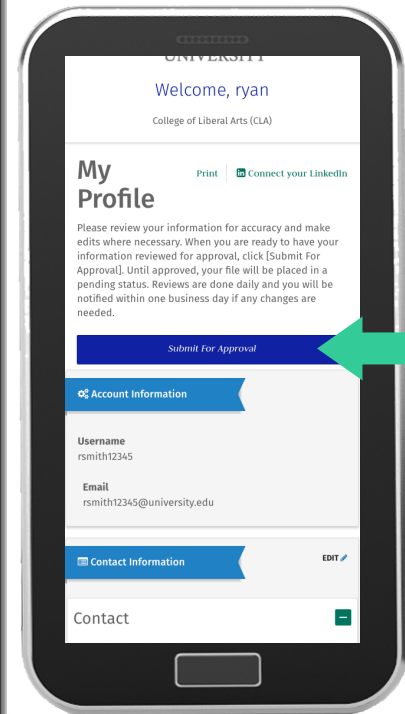 UNIVERSITY
Welcome, ryan
College of Liberal Arts (CLA)
My
Profile
Print
in Connect your LinkedIn
Please review your information for accuracy and make
edits where necessary. When you are ready to have your
information reviewed for approval, click [Submit For
Approval]. Until approved, your file will be placed in a
pending status. Reviews are done daily and you will be
notified within one business day if any changes are
needed.
Submit For Approval
Account Information
Username
rsmith12345
Email
rsmith12345@university.edu
Contact Information
EDIT
Contact